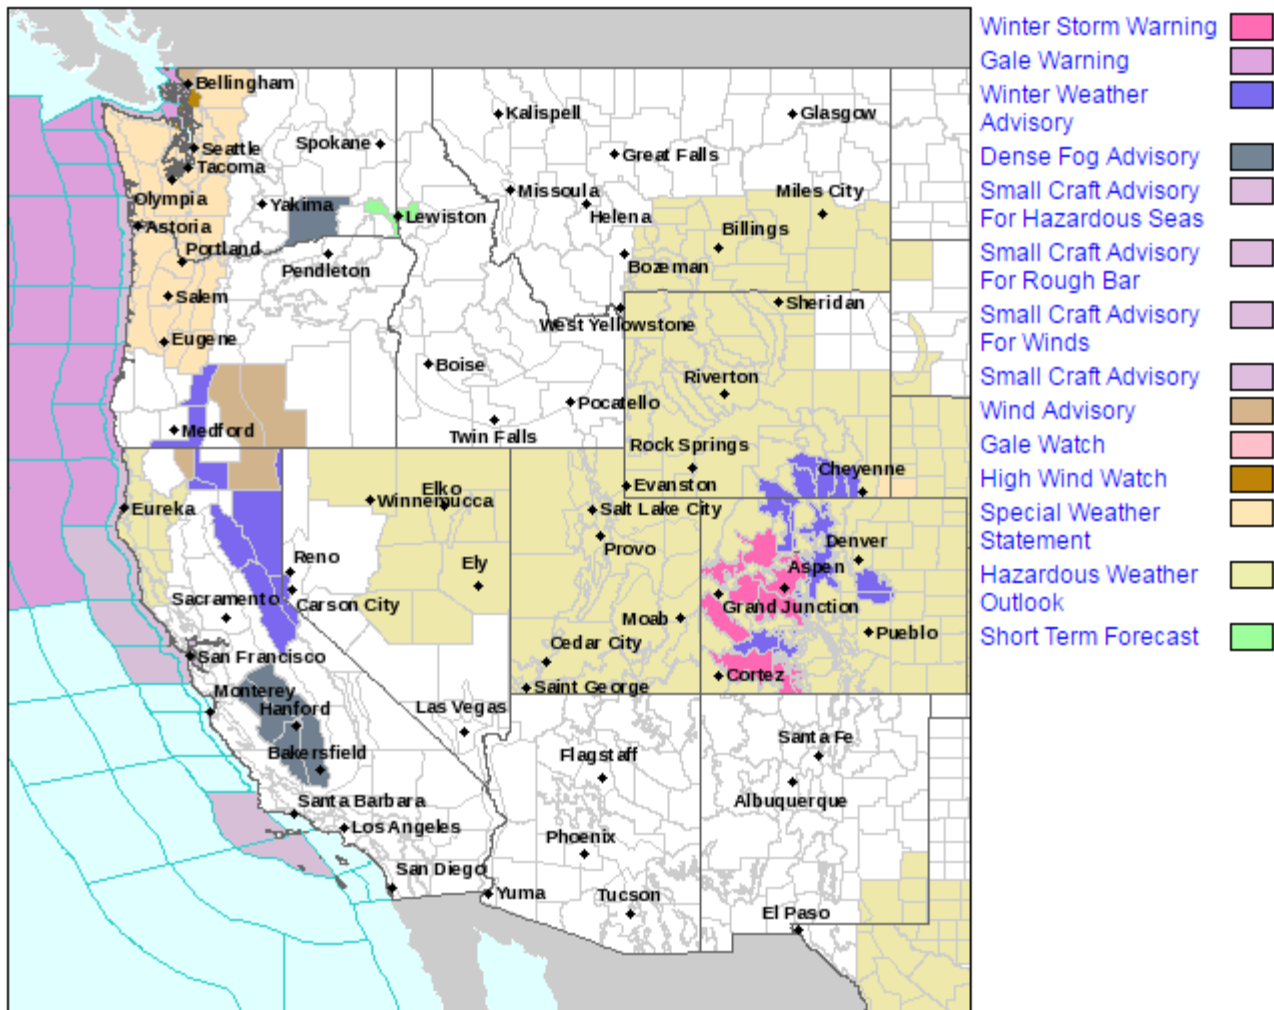 Winter Storm Warning
Gale Warning
Winter Weather
Advisory
Dense Fog Advisory
Small Craft Advisory
For Hazardous Seas
Small Craft Advisory
For Rough Bar
Small Craft Advisory
For Winds
Small Craft Advisory
Wind Advisory
Gale Watch
High Wind Watch
Special Weather
Statement
Hazardous Weather
Outlook
Short Term Forecast
Bellingham
Kalispell
Glasgow
Seattle
Spokane
Great Falls
Tacoma
Missoula
Miles City
Olympia
Yakima
Lewiston
Helena
Astoria
Billings
Portland
Pendleton
Bozeman
Salem
Sheridan
West Yellowstone
Eugene
Boise
Riverton
Pocatello
Medford
Twin Falls
Rock Springs
Cheyenne
Elko
Evanston
Winnemucca
Eureka
Salt Lake City
Provo
Denver
Reno
Ely
Aspen
Sacramento
Carson City
Grand Junction
Moab
Pueblo
Cedar City
San Francisco
Cortez
Saint George
Monterey
Hanford
Las Vegas
Santa Fe
Bakersfield
Flagstaff
Albuquerque
Santa Barbara
Los Angeles
Phoenix
San Diego
Yuma
Tucson
El Paso